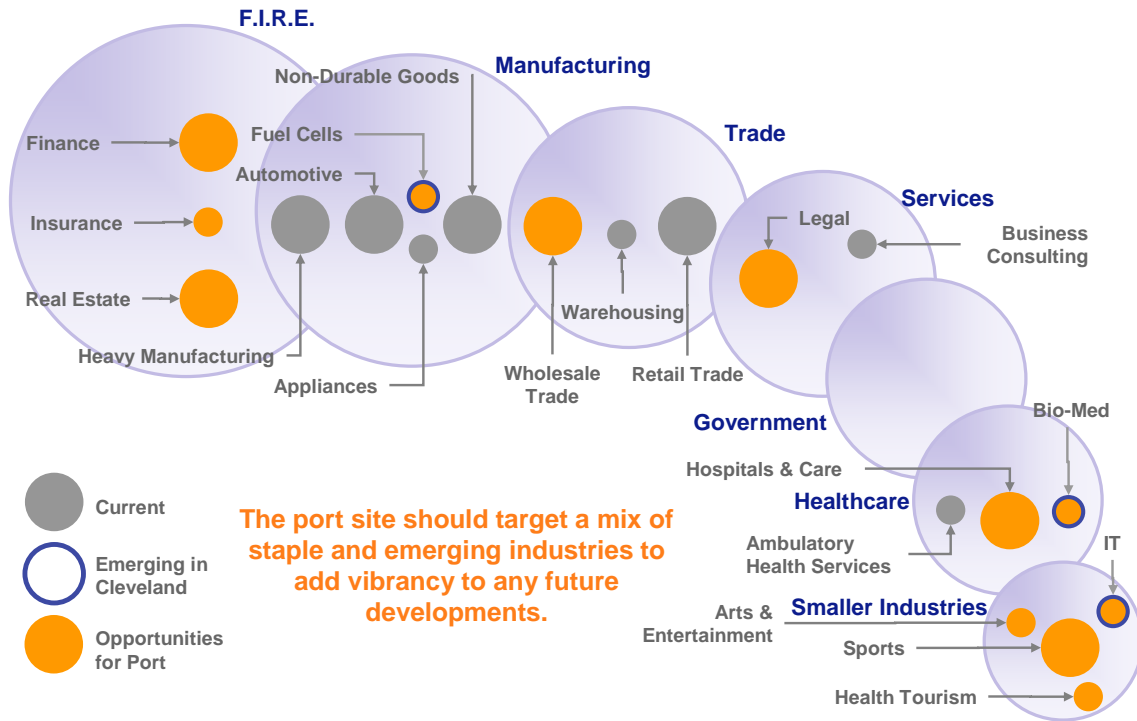 F.I.R.E.
Manufacturing
Non-Durable Goods
Trade
Fuel Cells
Finance
Automotive
Services
Legal
Insurance
Business
Consulting
Real Estate
Warehousing
Heavy Manufacturing
Appliances
Wholesale
Trade
Retail Trade
Bio-Med
Government
Hospitals & Care
Healthcare
Current
The port site should target a mix of
staple and emerging industries to
add vibrancy to any future
developments.
Ambulatory
Health Services
IT
Emerging in
Cleveland
Smaller Industries
Arts &
Entertainment
Sports
Opportunities
for Port
Health Tourism